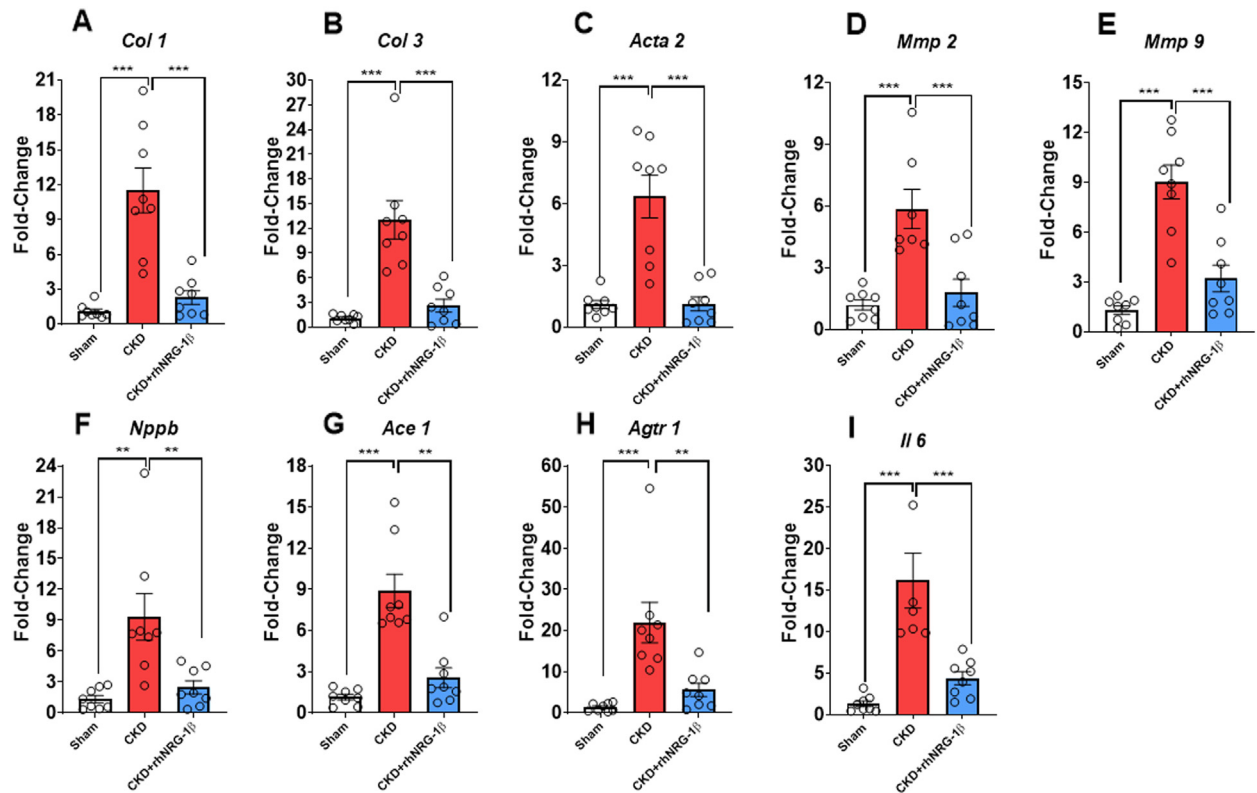 A
Col 1
***
***
Fold-Change
21
18
15
12
9
6
3
0
Sham
CKD
CKD+rhNRG-1β
B
Col 3
***
***
Fold-Change
30
27
24
21
18
15
12
9
6
3
0
Sham
CKD
CKD+rhNRG-1β
C
Acta 2
***
***
Fold-Change
12
10
8
6
4
2
0
Sham
CKD
CKD+rhNRG-1β
D
Mmp 2
***
***
Fold-Change
12
9
6
3
0
Sham
CKD
CKD+rhNRG-1β
E
Mmp 9
***
***
Fold-Change
15
12
9
6
3
0
Sham
CKD
CKD+rhNRG-1β
F
Nppb
**
**
Fold-Change
24
21
18
15
12
9
6
3
0
Sham
CKD
CKD+rhNRG-1β
G
Ace 1
***
**
Fold-Change
18
15
12
9
6
3
0
Sham
CKD
CKD+rhNRG-1β
H
Agtr 1
***
**
Fold-Change
60
50
40
30
20
10
0
Sham
CKD
CKD+rhNRG-1β
I
Il 6
***
***
Fold-Change
30
25
20
15
10
5
0
Sham
CKD
CKD+rhNRG-1β